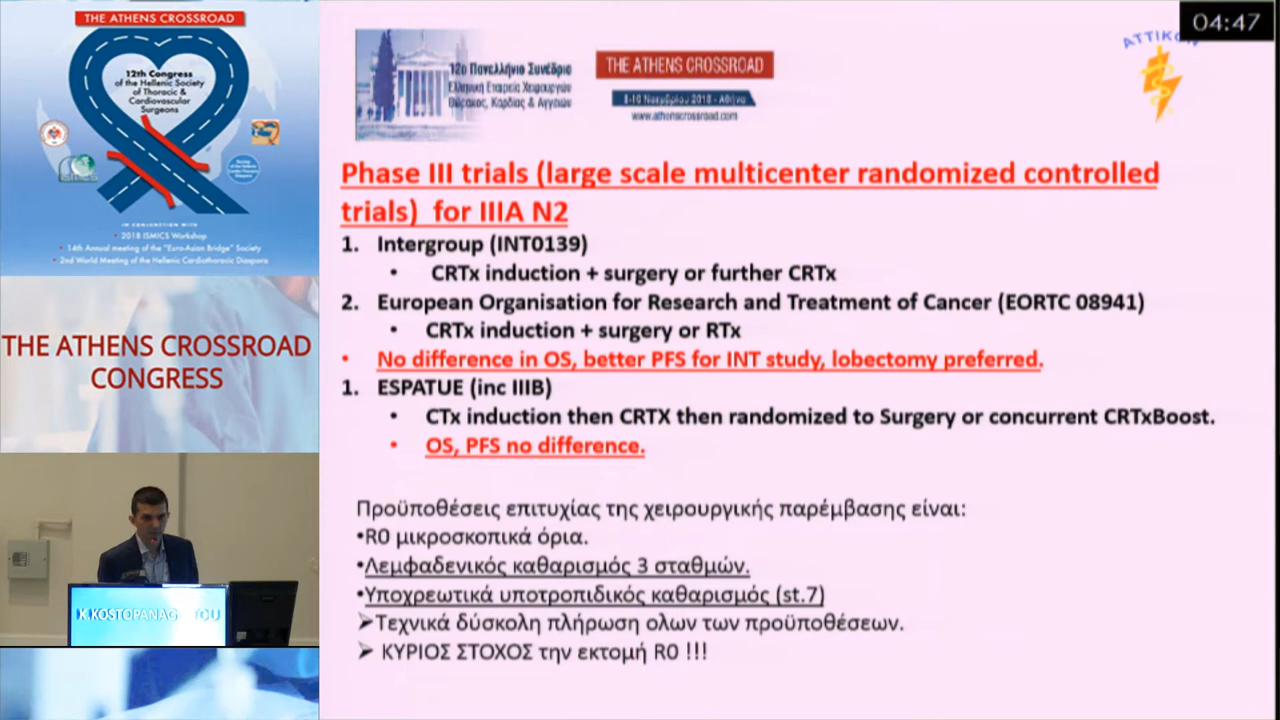 THE ATHENS CROSSROAD
12th Congress
of the Hellenic Society
of Thoracic &
Cardiovascular
Surgeons
IN CONJUNCTION WITH
• 2018 ISMICS Workshop
• 14th Annual meeting of the "Euro-Asian Bridge" Society
• 2nd World Meeting of the Hellenic Cardiothoracic Diaspora
THE ATHENS CROSSROAD
CONGRESS
K.KOSTOPANAG TOU
04:47
ΑΤΤΙΚΟΝ
12ο Πανελλήνιο Συνέδριο
Ελληνική Εταιρεία Χειρουργών
Θώρακος, Καρδιάς & Αγγείων
THE ATHENS CROSSROAD
8-10 Νοεμβρίου 2018 - Αθήνα
www.athenscrossroad.com
Phase III trials (large scale multicenter randomized controlled
trials) for IIIA N2
1. Intergroup (INT0139)
• CRTx induction + surgery or further CRTx
2. European Organisation for Research and Treatment of Cancer (EORTC 08941)
• CRTx induction + surgery or RTx
• No difference in OS, better PFS for INT study, lobectomy preferred.
1. ESPATUE (inc IIIB)
• CTx induction then CRTX then randomized to Surgery or concurrent CRTxBoost.
• OS, PFS no difference.
Προϋποθέσεις επιτυχίας της χειρουργικής παρέμβασης είναι:
•R0 μικροσκοπικά όρια.
•Λεμφαδενικός καθαρισμός 3 σταθμών.
•Υποχρεωτικά υποτροπιδικός καθαρισμός (st.7)
➢Τεχνικά δύσκολη πλήρωση ολων των προϋποθέσεων.
➢ ΚΥΡΙΟΣ ΣΤΟΧΟΣ την εκτομή R0 !!!